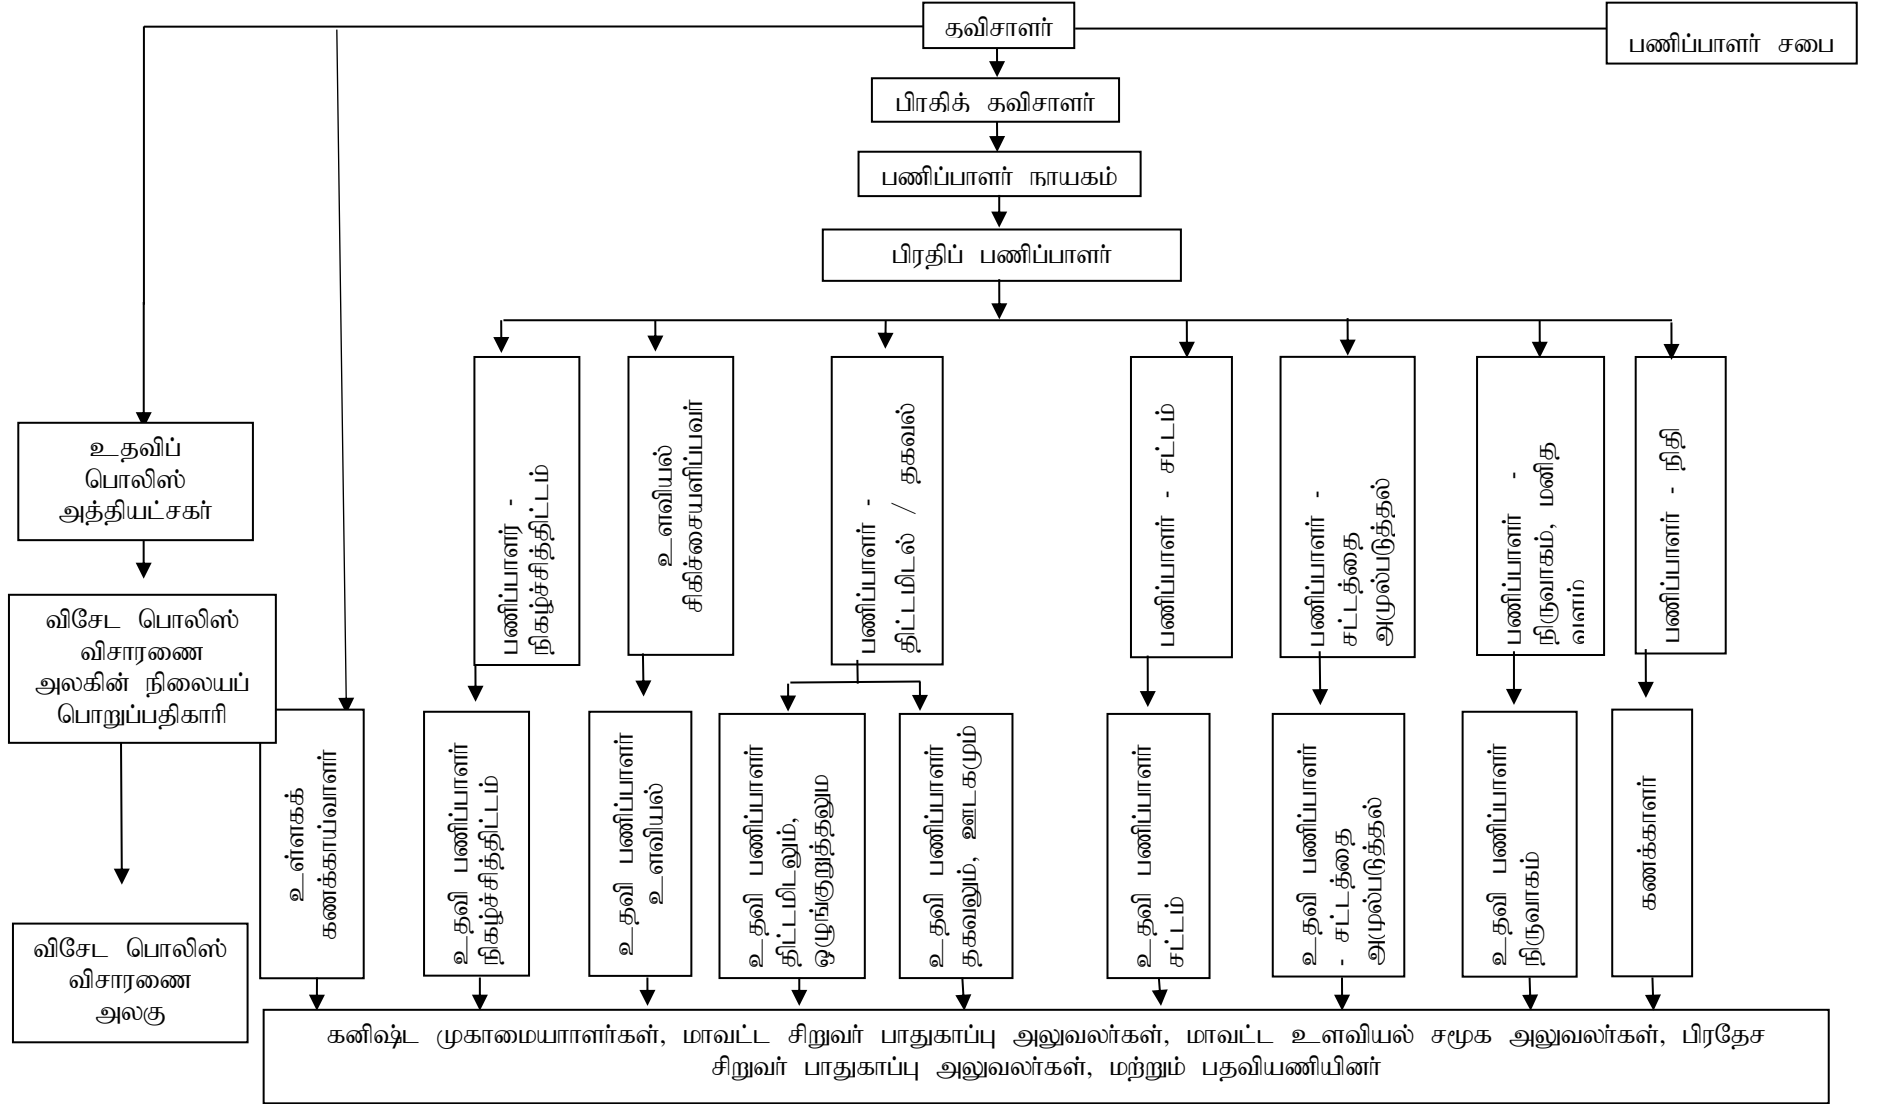 தவிசாளர்
பணிப்பாளர் சபை
பிரதித் தவிசாளர்
பணிப்பாளர் நாயகம்
பிரதிப் பணிப்பாளர்
உதவிப்
பொலிஸ்
அத்தியட்சகர்
பணிப்பாளர -
நிகழ்ச்சித்திட்டம்
உளவியல்
சிகிச்சையளிப்பவர்
பணிப்பாளர் -
திட்டமிடல் / தகவல்
பணிப்பாளர் - சட்டம்
பணிப்பாளர் -
சட்டத்தை
அமுல்படுத்தல்
பணிப்பாளர் -
நிருவாகம், மனித
வளம்
பணிப்பாளர் - நிதி
விசேட பொலிஸ்
விசாரணை
அலகின் நிலையப்
பொறுப்பதிகாரி
உள்ளகக்
கணக்காய்வாளர்
உதவி பணிப்பாளர்
நிகழ்ச்சித்திட்டம்
உதவி பணிப்பாளர்
உளவியல்
உதவி பணிப்பாளர்
திட்டமிடலும்,
ஒழுங்குறுத்தலும
உதவி பணிப்பாளர்
தகவலும், ஊடகமும்
உதவி பணிப்பாளர்
சட்டம்
உதவி பணிப்பாளர்
- சட்டத்தை
அமுல்படுத்தல்
உதவி பணிப்பாளர்
நிருவாகம்
கணக்காளர்
விசேட பொலிஸ்
விசாரணை
அலகு
கனிஷ்ட முகாமையாாளர்கள், மாவட்ட சிறுவர் பாதுகாப்பு அலுவலர்கள், மாவட்ட உளவியல் சமூக அலுவலர்கள், பிரதேச
சிறுவர் பாதுகாப்பு அலுவலர்கள், மற்றும் பதவியணியினர்